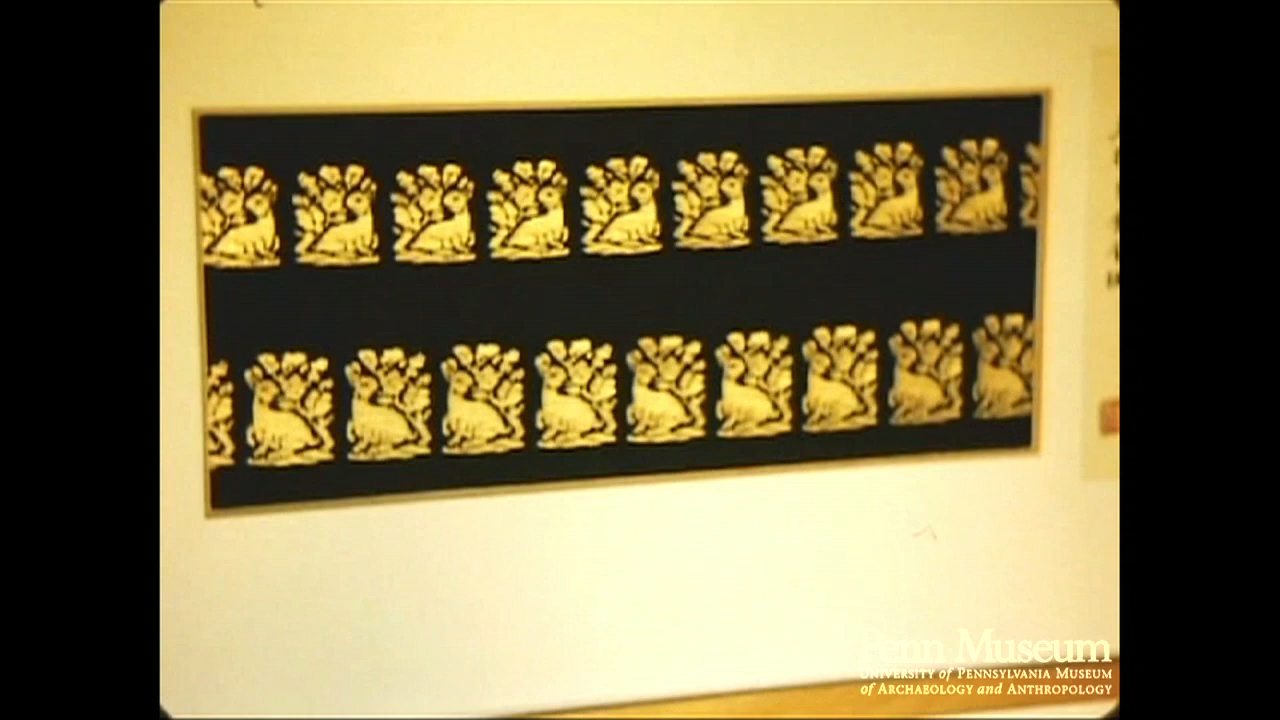 Penn Museum
UNIVERSITY of PENNSYLVANIA MUSEUM
of ARCHAEOLOGY and ANTHROPOLOGY